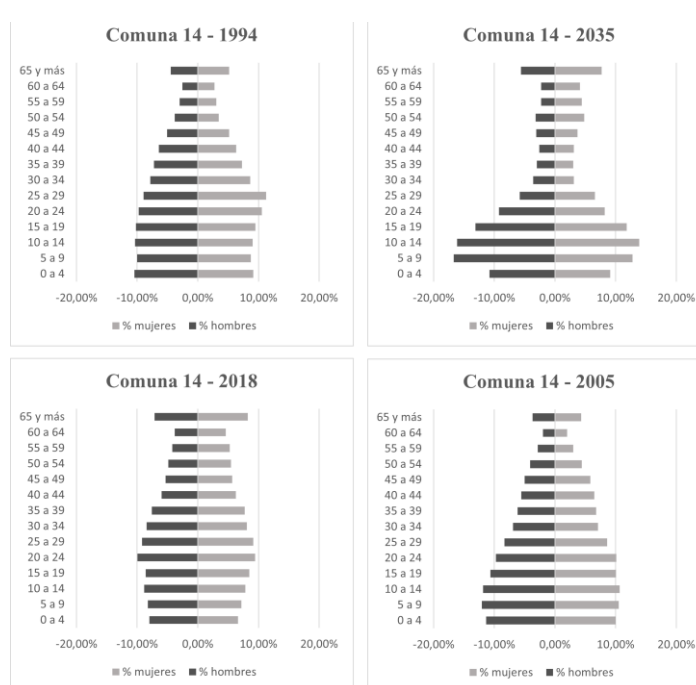 Comuna 14 - 1994
65 y más
60 a 64
55 a 59
50 a 54
45 a 49
40 a 44
35 a 39
30 a 34
25 a 29
20 a 24
15 a 19
10 a 14
5 a 9
0 a 4
-20,00% -10,00% 0,00% 10,00% 20,00%
% mujeres % hombres
Comuna 14 - 2035
65 y más
60 a 64
55 a 59
50 a 54
45 a 49
40 a 44
35 a 39
30 a 34
25 a 29
20 a 24
15 a 19
10 a 14
5 a 9
0 a 4
-20,00% -10,00% 0,00% 10,00% 20,00%
% mujeres % hombres
Comuna 14 - 2018
65 y más
60 a 64
55 a 59
50 a 54
45 a 49
40 a 44
35 a 39
30 a 34
25 a 29
20 a 24
15 a 19
10 a 14
5 a 9
0 a 4
-20,00% -10,00% 0,00% 10,00% 20,00%
% mujeres % hombres
Comuna 14 - 2005
65 y más
60 a 64
55 a 59
50 a 54
45 a 49
40 a 44
35 a 39
30 a 34
25 a 29
20 a 24
15 a 19
10 a 14
5 a 9
0 a 4
-20,00% -10,00% 0,00% 10,00% 20,00%
% mujeres % hombres